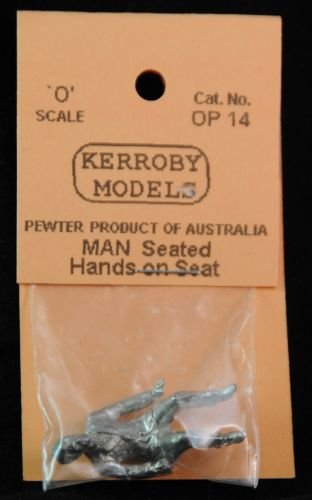 'O'
SCALE
Cat. No.
OP 14
KERROBY
MODELS
PEWTER PRODUCT OF AUSTRALIA
MAN Seated
Hands on Seat